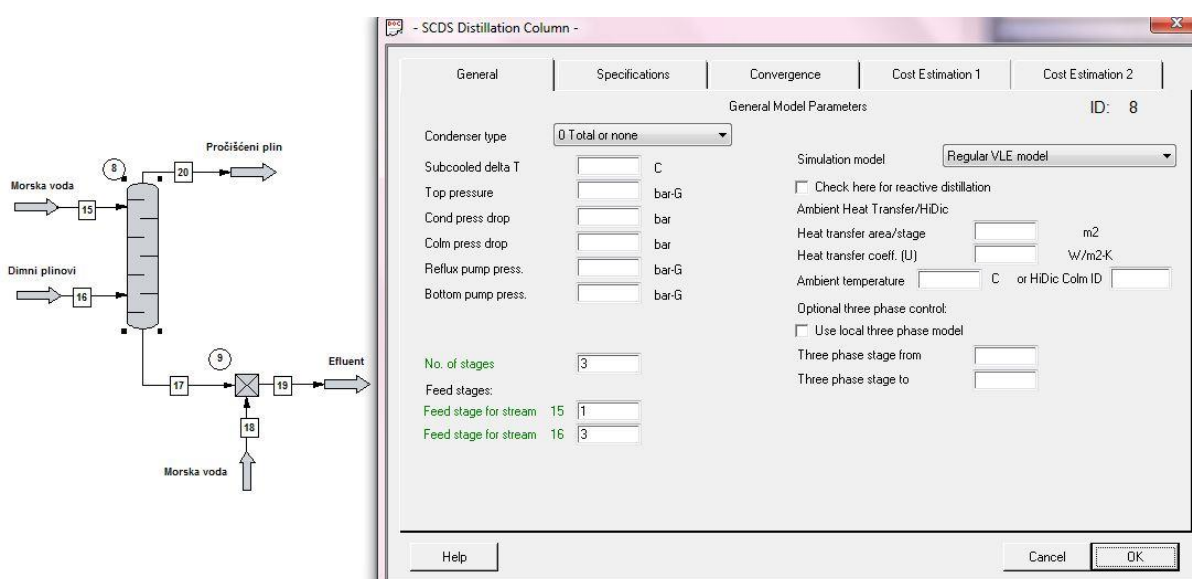 Pročišćeni plin
8
20
Morska voda
15
Dimni plinovi
16
9
Efluent
17
19
18
Morska voda
- SCDS Distillation Column -
General
Specifications
Convergence
Cost Estimation 1
Cost Estimation 2
General Model Parameters
ID: 8
Condenser type
0 Total or none
Subcooled delta T
C
Top pressure
bar-G
Cond press drop
bar
Colm press drop
bar
Reflux pump press.
bar-G
Bottom pump press.
bar-G
No. of stages
3
Feed stages:
Feed stage for stream 15 1
Feed stage for stream 16 3
Simulation model
Regular VLE model
Check here for reactive distillation
Ambient Heat Transfer/HiDic
Heat transfer area/stage
m2
Heat transfer coeff. (U)
W/m2-K
Ambient temperature
C or HiDic Colm ID
Optional three phase control:
Use local three phase model
Three phase stage from
Three phase stage to
Help
Cancel
OK